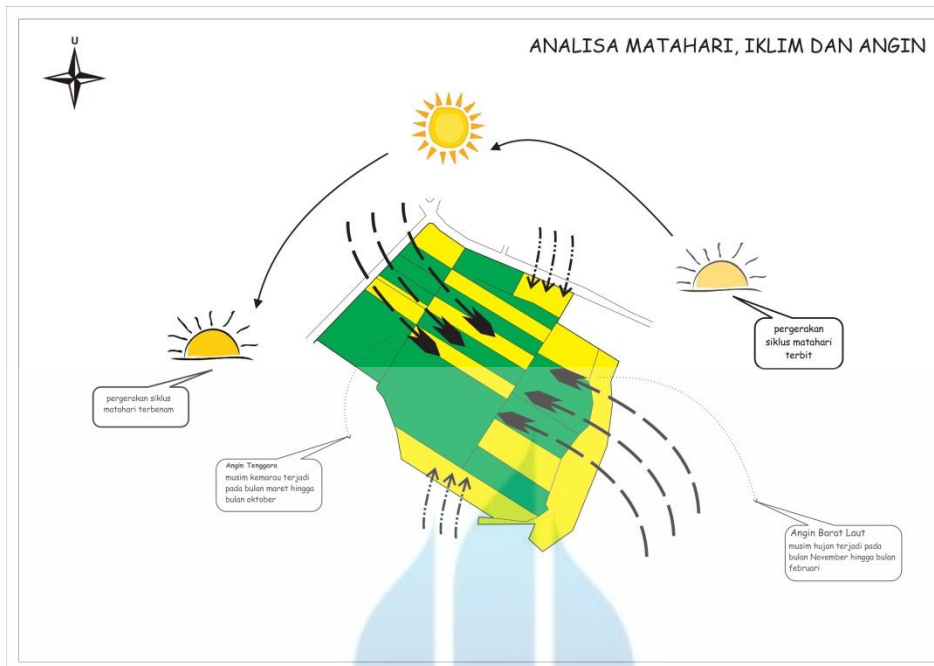 U
ANALISA MATAHARI, IKLIM DAN ANGIN
pergerakan
siklus matahari
terbit
pergerakan siklus
matahari terbenam
Angin Tenggara
musim kemarau terjadi
pada bulan maret hingga
bulan oktober
Angin Barat Laut
musim hujan terjadi pada
bulan November hingga bulan
februari